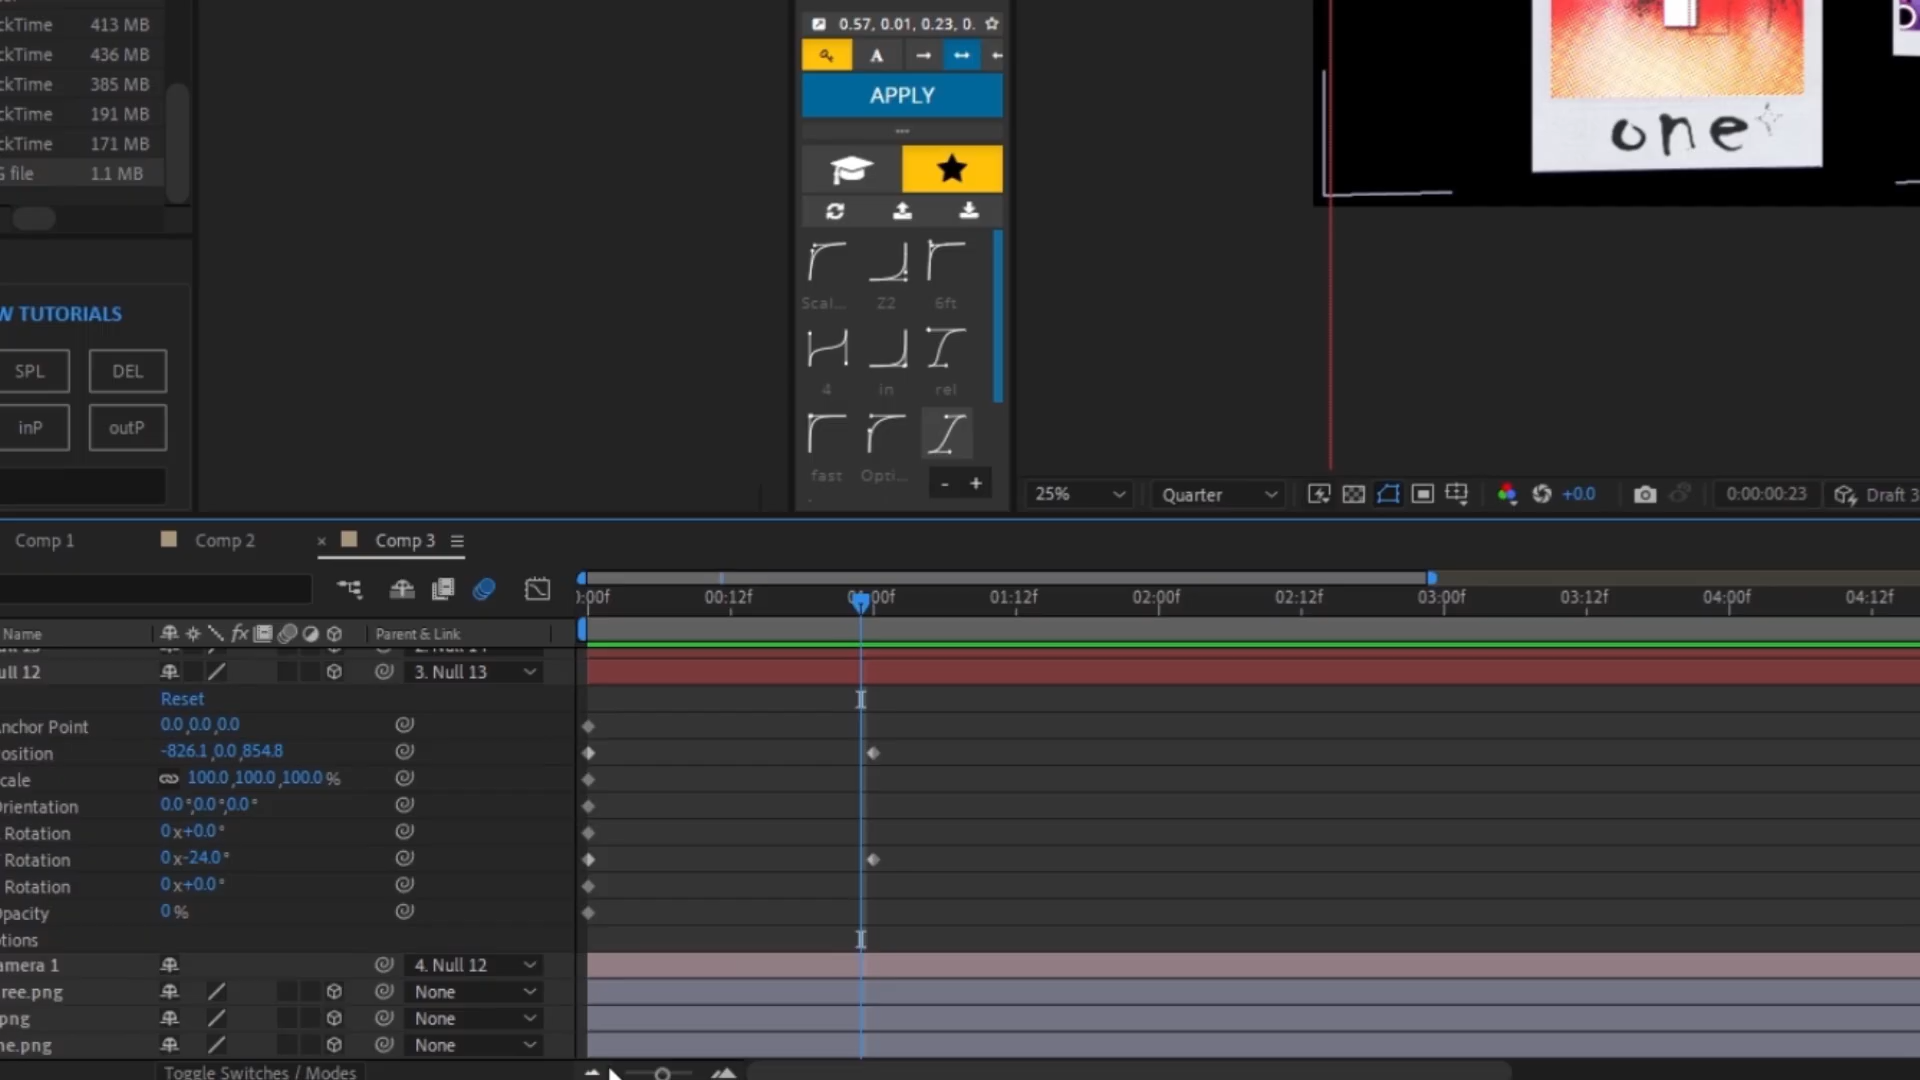 ckTime 413 MB
ckTime 436 MB
ckTime 385 MB
ckTime 191 MB
ckTime 171 MB
G file 1.1 MB
W TUTORIALS
SPL DEL
inP outP
0.57, 0.01, 0.23, 0.
A
APPLY
Scal... Z2 6ft
4 in rel
fast Opti...
- +
one
25% Quarter +0.0 0:00:00:23 Draft 3
Comp 1 Comp 2 × Comp 3
0:00f 00:12f 01:00f 01:12f 02:00f 02:12f 03:00f 03:12f 04:00f 04:12f
Name fx Parent & Link
ull 12 3. Null 13
Reset
nchor Point 0.0,0.0,0.0
osition -826.1,0.0,854.8
cale 100.0,100.0,100.0 %
Orientation 0.0°,0.0°,0.0°
Rotation 0x+0.0°
Rotation 0x-24.0°
Rotation 0x+0.0°
Opacity 0%
tions
amera 1 4. Null 12
ree.png None
.png None
ne.png None
Toggle Switches / Modes